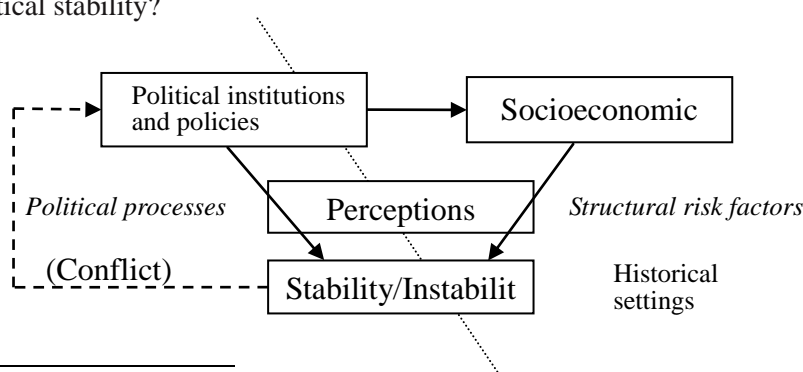 tical stability?
Political institutions
and policies
Socioeconomic
Political processes
Perceptions
Structural risk factors
(Conflict)
Stability/Instabilit
Historical
settings